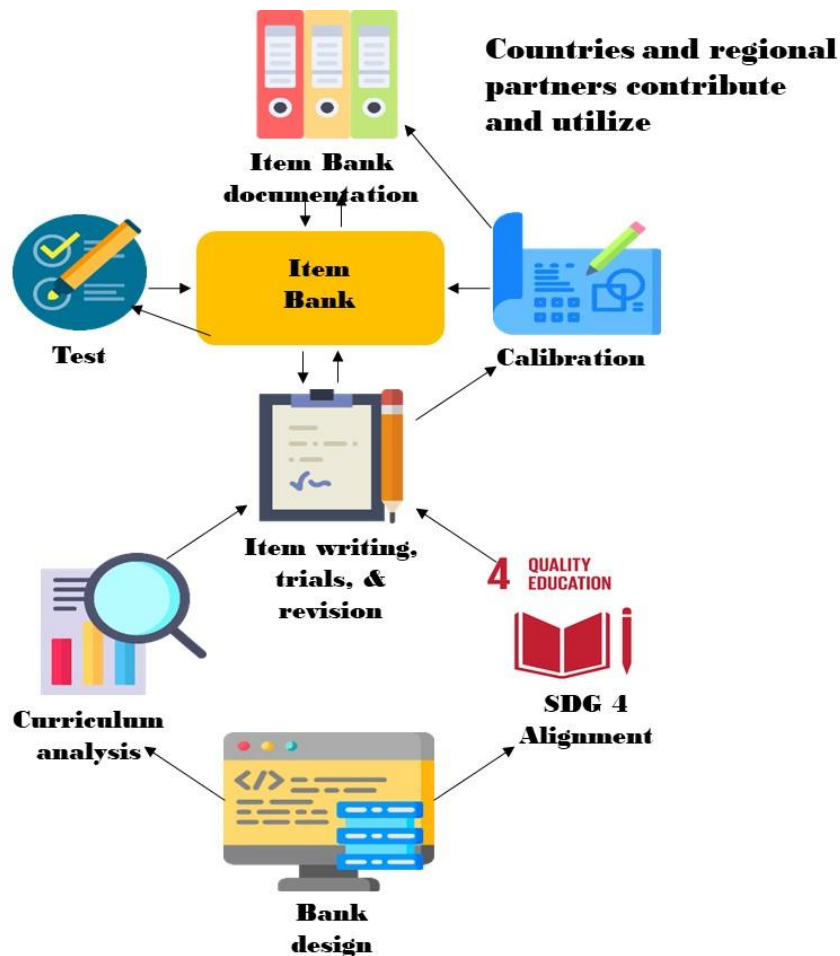 Countries and regional
partners contribute
and utilize
Item Bank
documentation
Item
Bank
Test
Calibration
Item writing,
trials, &
revision
4 QUALITY
EDUCATION
Curriculum
analysis
SDG 4
Alignment
</>
Bank
design